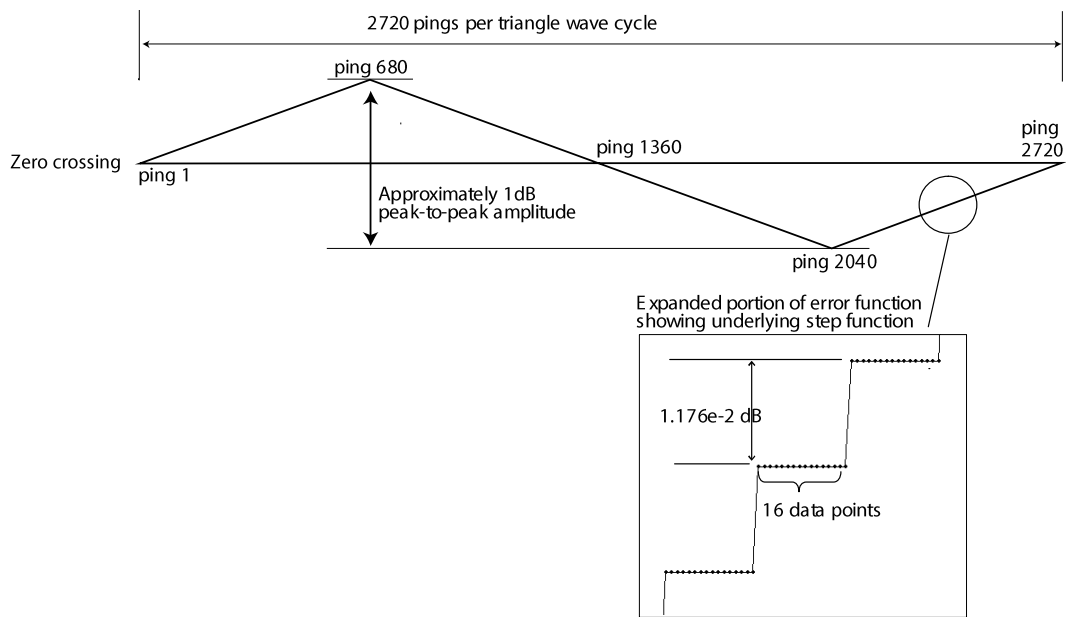 2720 pings per triangle wave cycle
ping 680
Zero crossing
ping 1
ping 1360
ping
2720
Approximately 1dB
peak-to-peak amplitude
ping 2040
Expanded portion of error function
showing underlying step function
1.176e-2 dB
16 data points